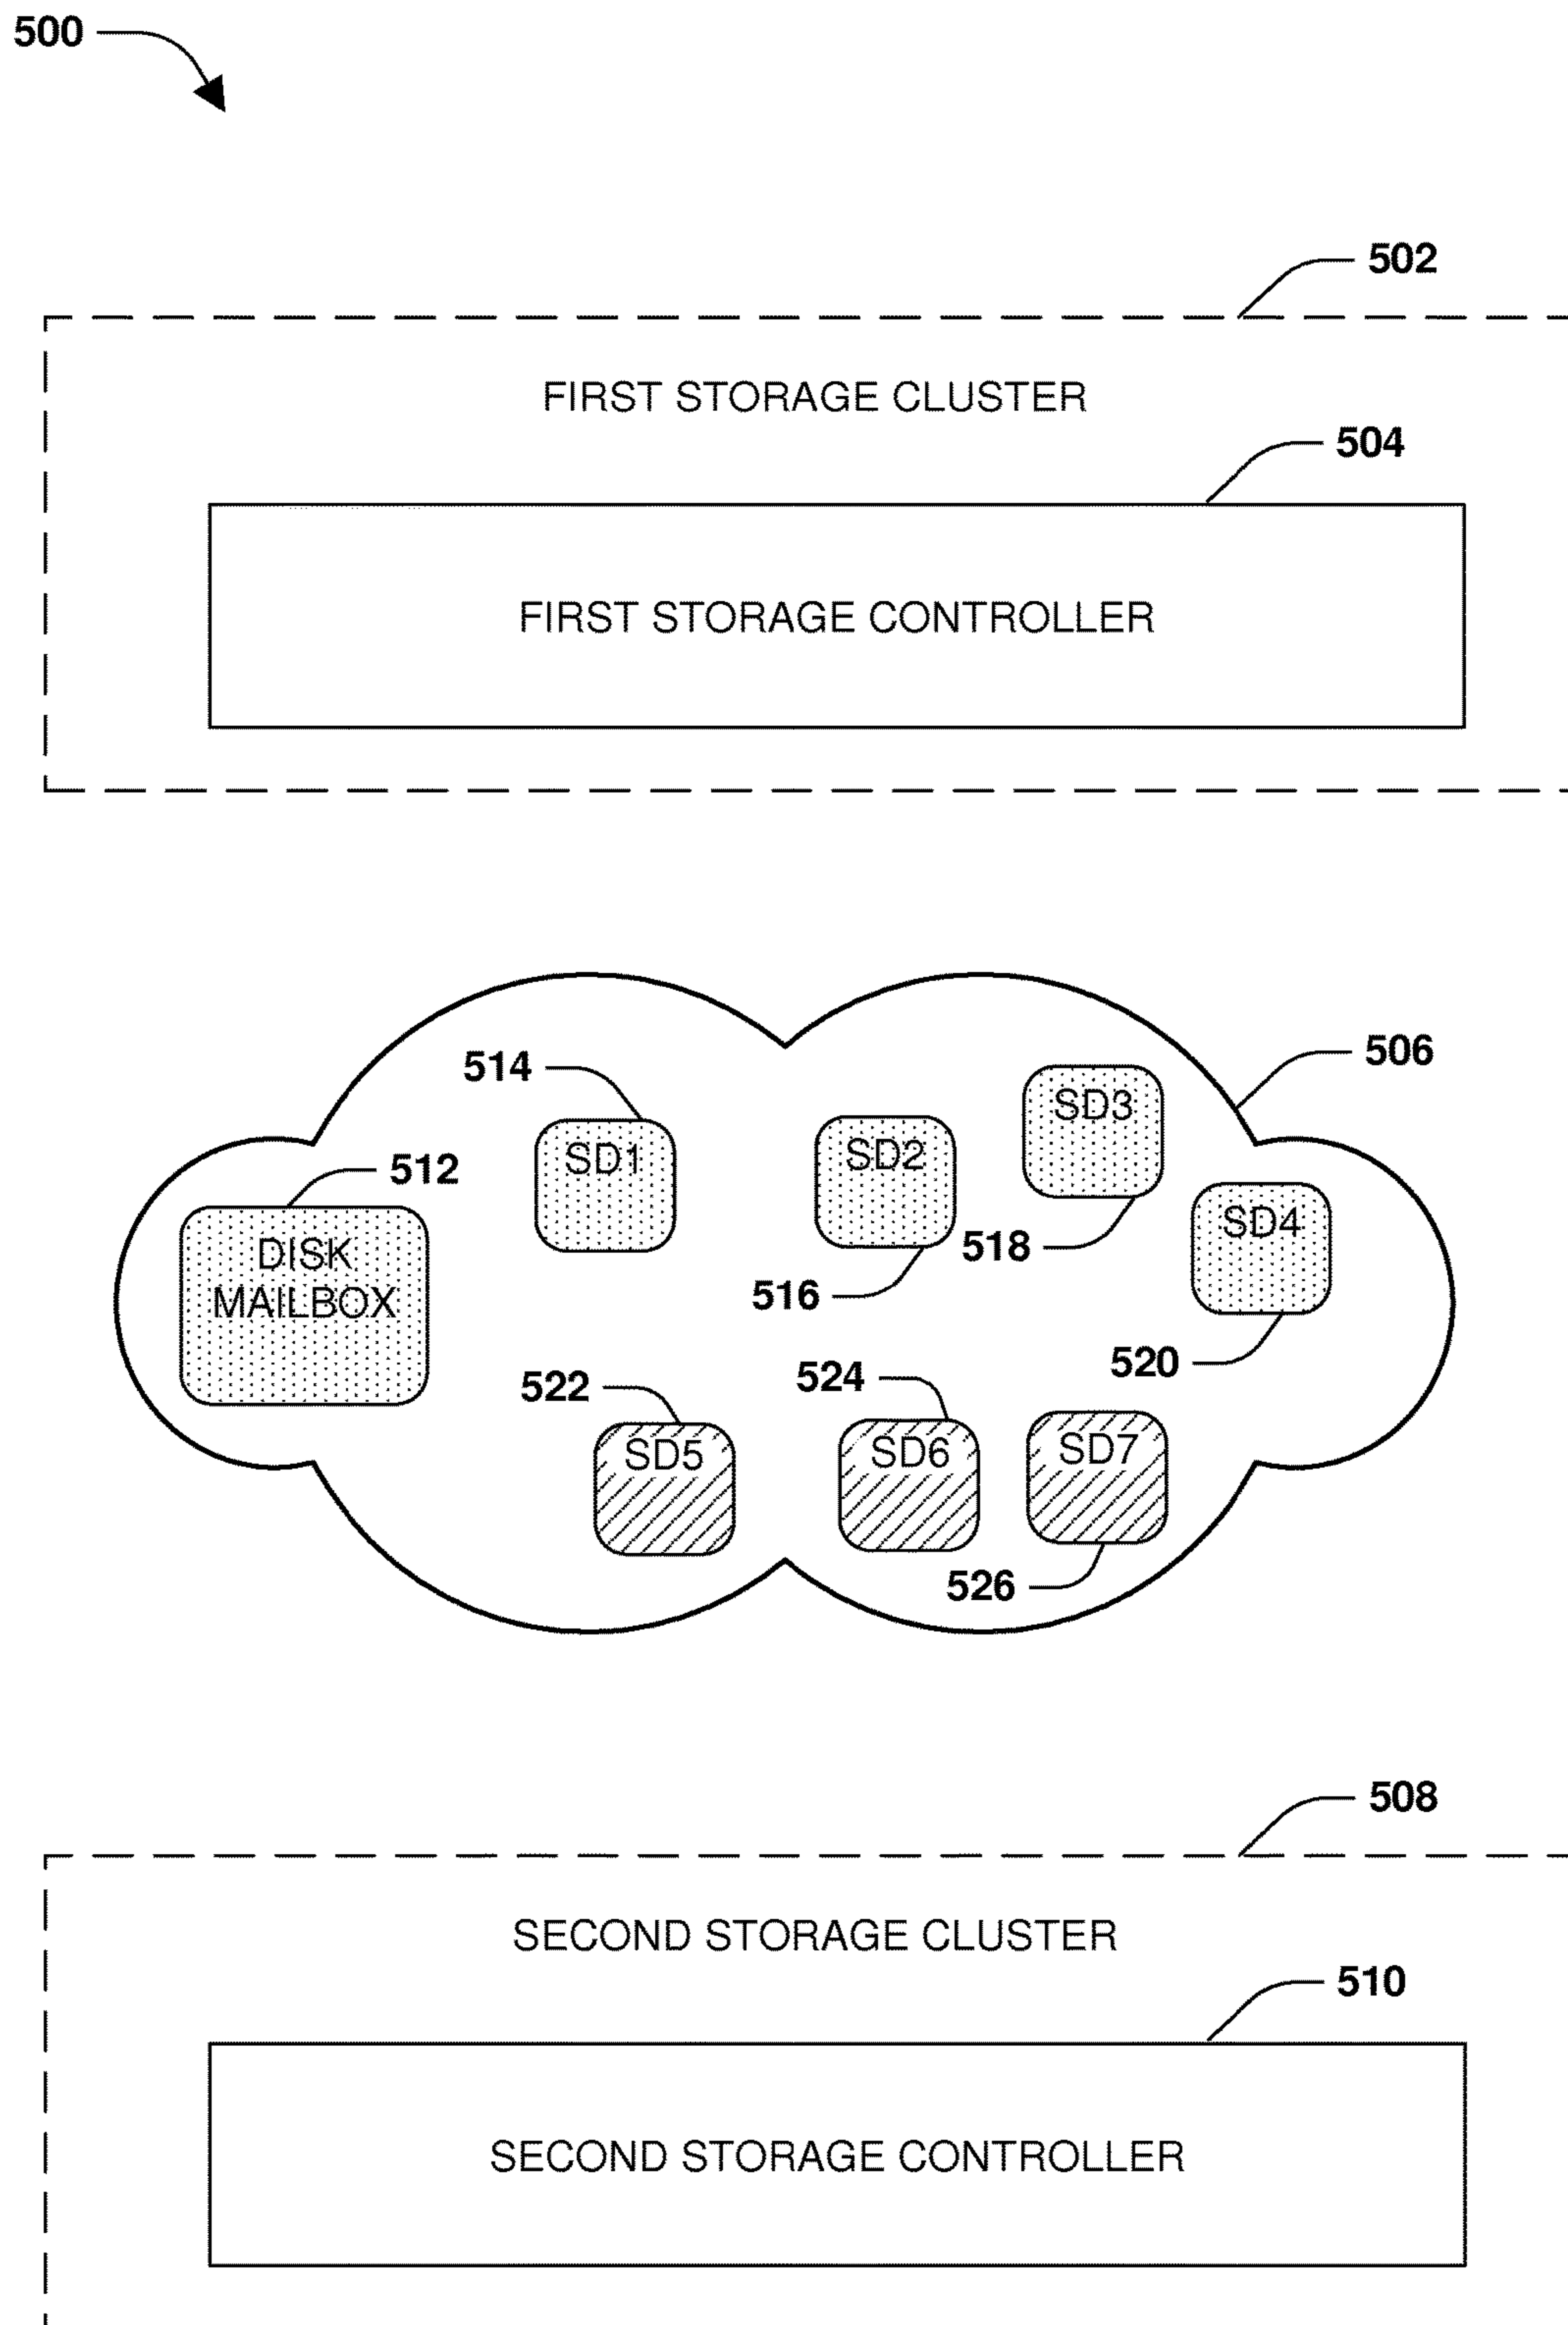 500
502
FIRST STORAGE CLUSTER
504
FIRST STORAGE CONTROLLER
506
514
SD1
SD2
SD3
512
518
SD4
DISK
MAILBOX
516
520
522
524
SD5
SD6
SD7
526
508
SECOND STORAGE CLUSTER
510
SECOND STORAGE CONTROLLER